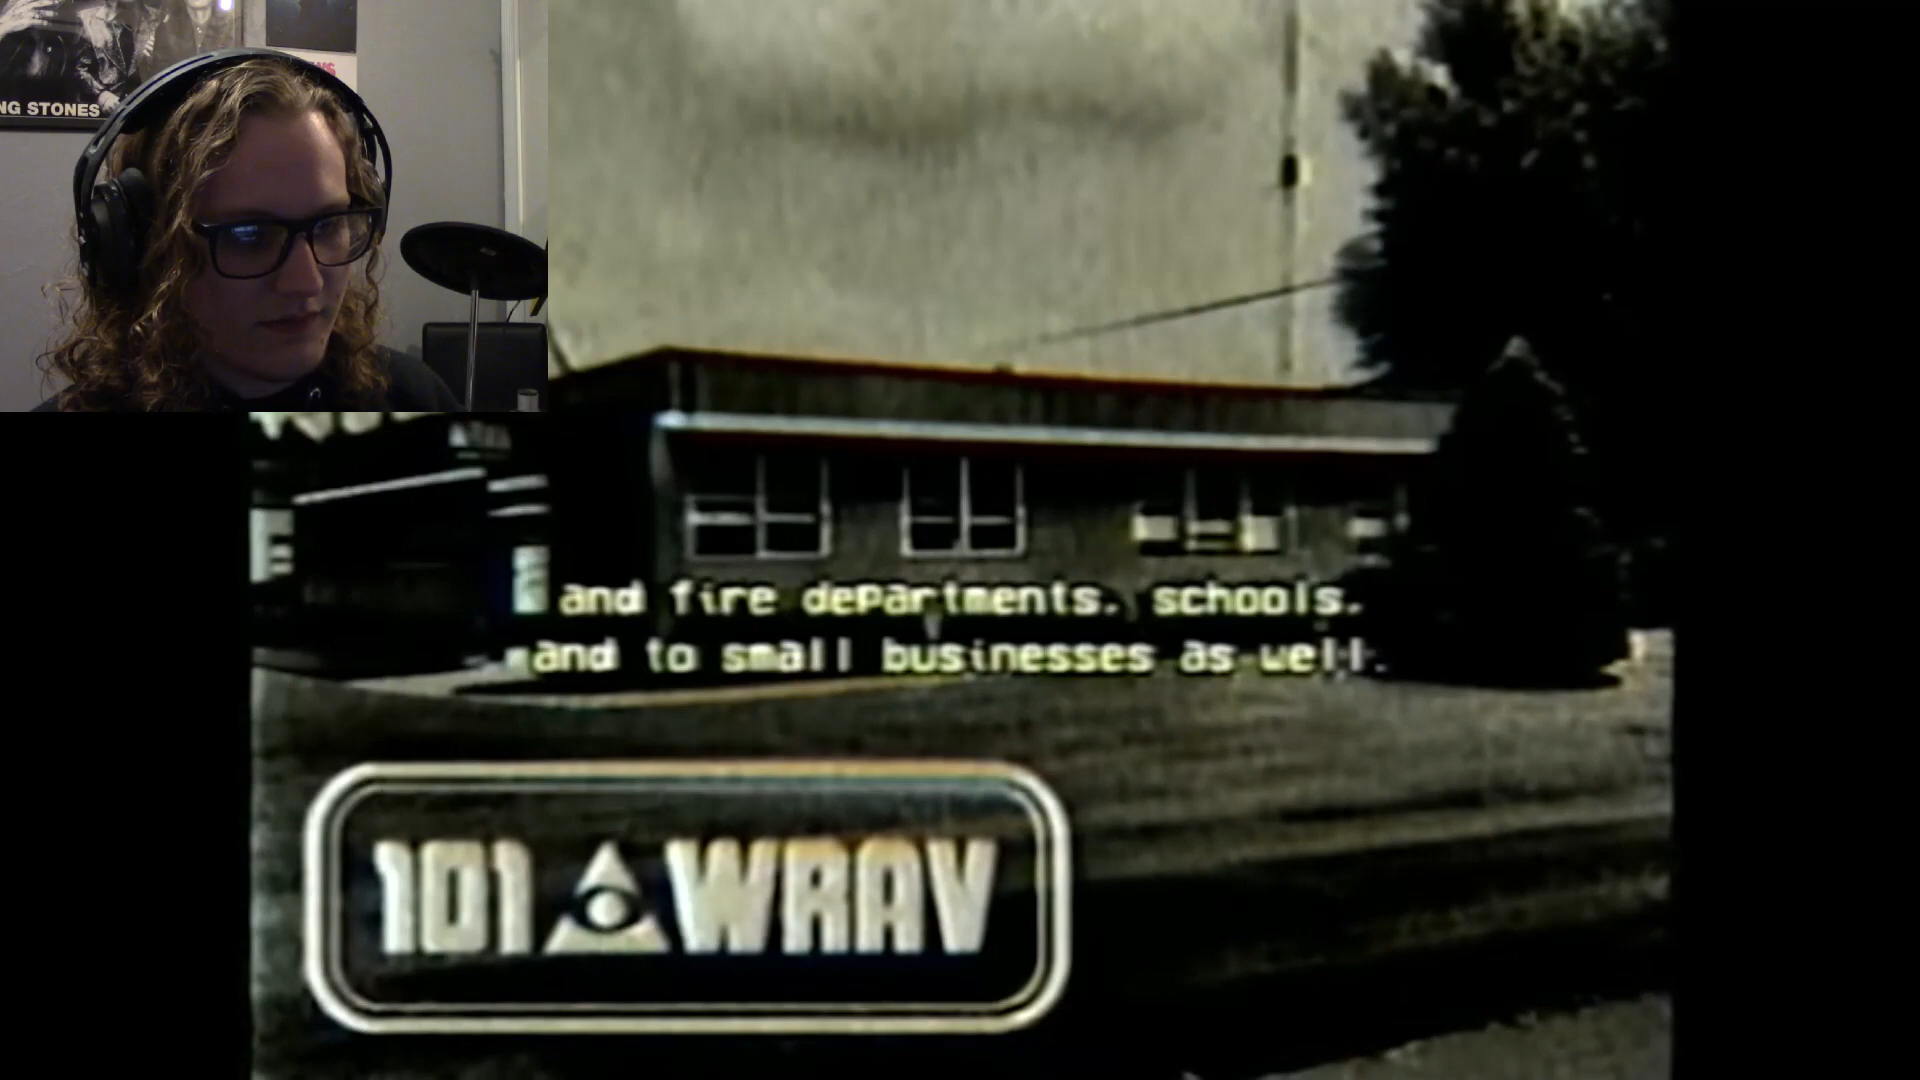 NG STONES
and fire departments, schools,
and to small businesses as well.
101 WRAV